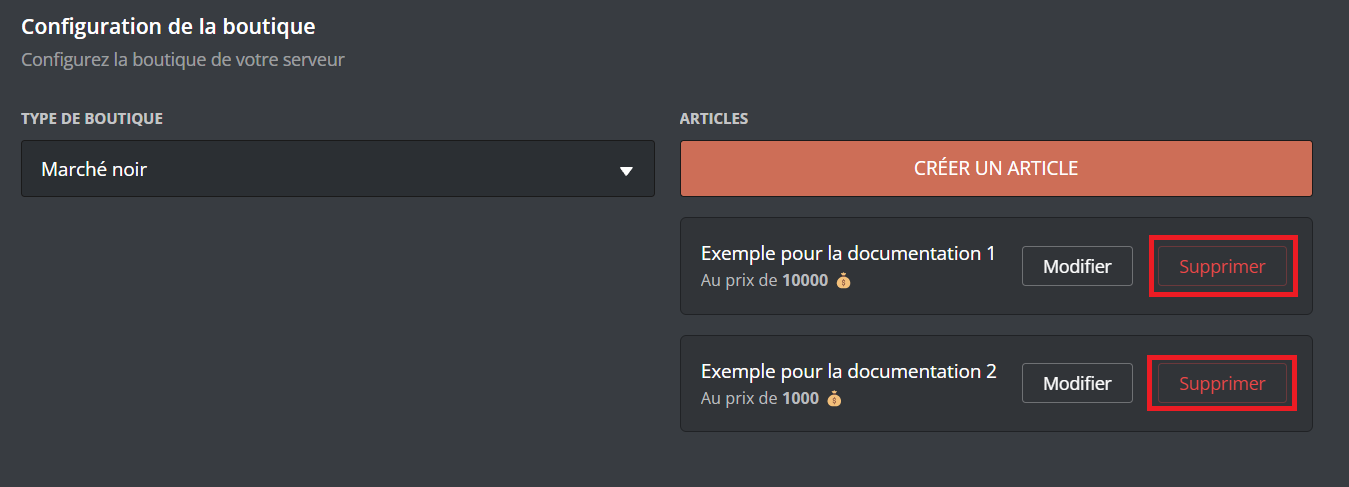 Configuration de la boutique
Configurez la boutique de votre serveur
TYPE DE BOUTIQUE
Marché noir
ARTICLES
CRÉER UN ARTICLE
Exemple pour la documentation 1
Au prix de 10000 💰
Modifier
Supprimer
Exemple pour la documentation 2
Au prix de 1000 💰
Modifier
Supprimer